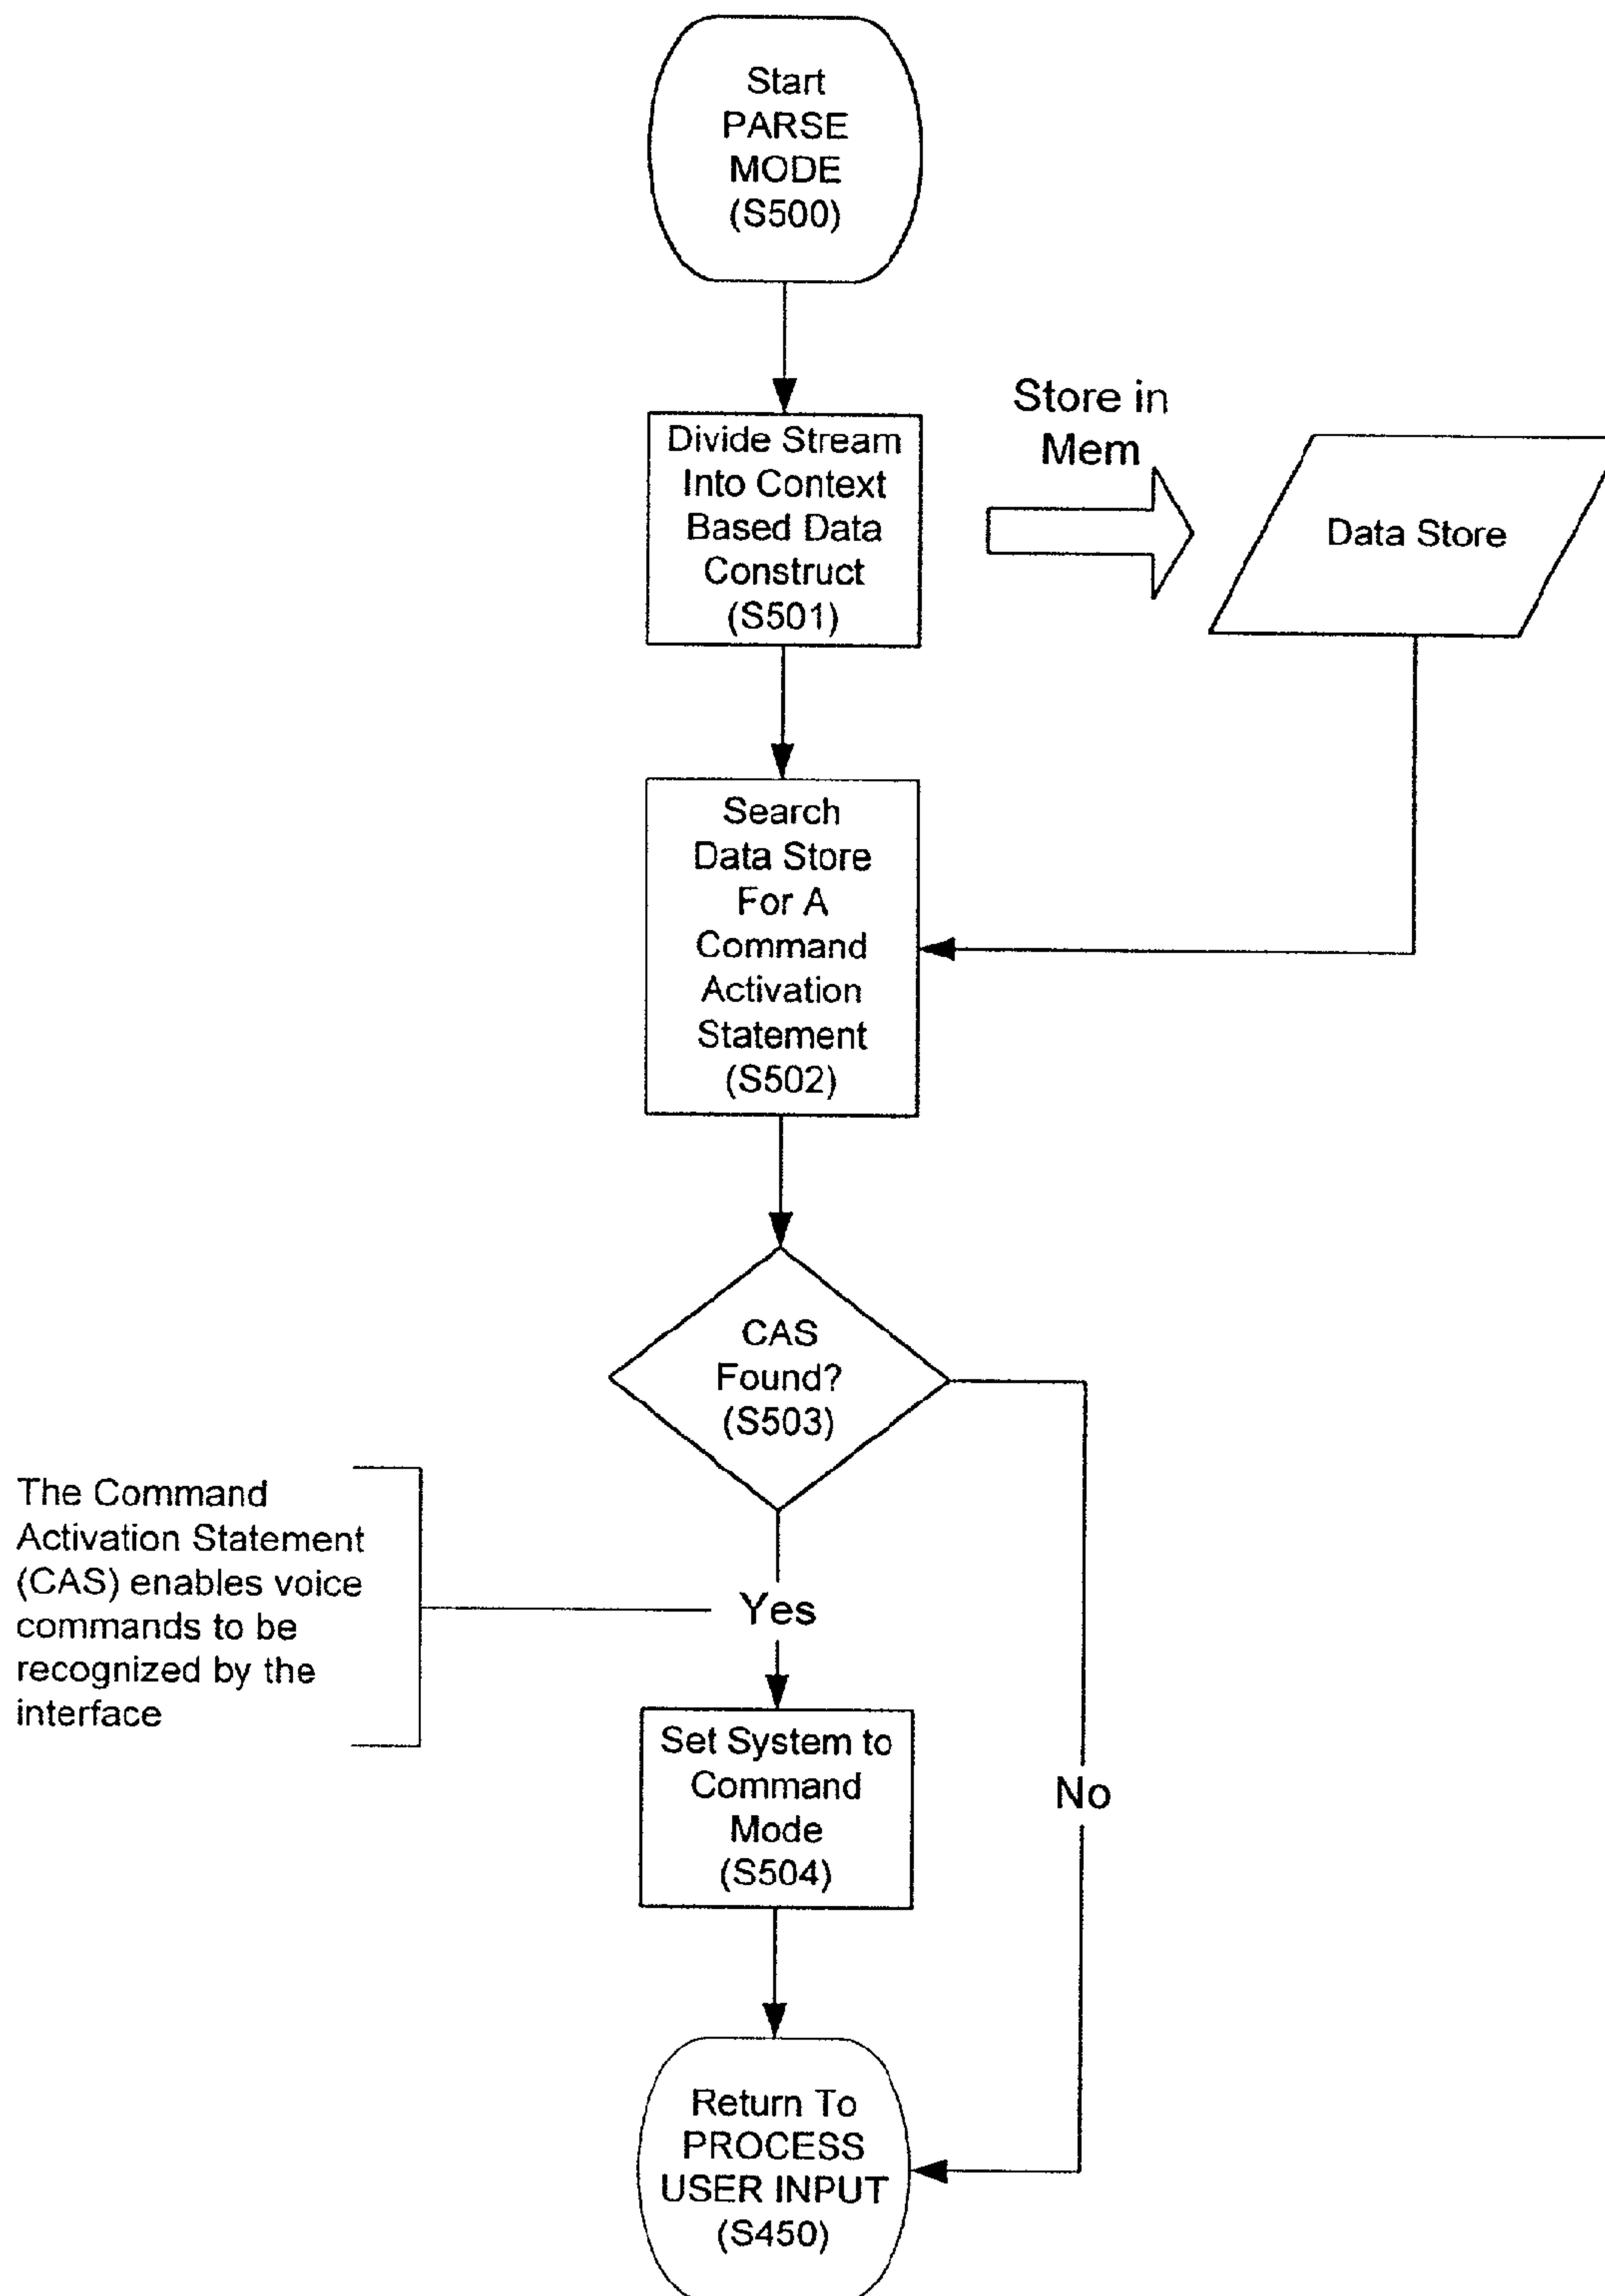 Start
PARSE
MODE
(S500)
Divide Stream
Into Context
Based Data
Construct
(S501)
Store in
Mem
Data Store
Search
Data Store
For A
Command
Activation
Statement
(S502)
CAS
Found?
(S503)
The Command
Activation Statement
(CAS) enables voice
commands to be
recognized by the
interface
Yes
Set System to
Command
Mode
(S504)
No
Return To
PROCESS
USER INPUT
(S450)